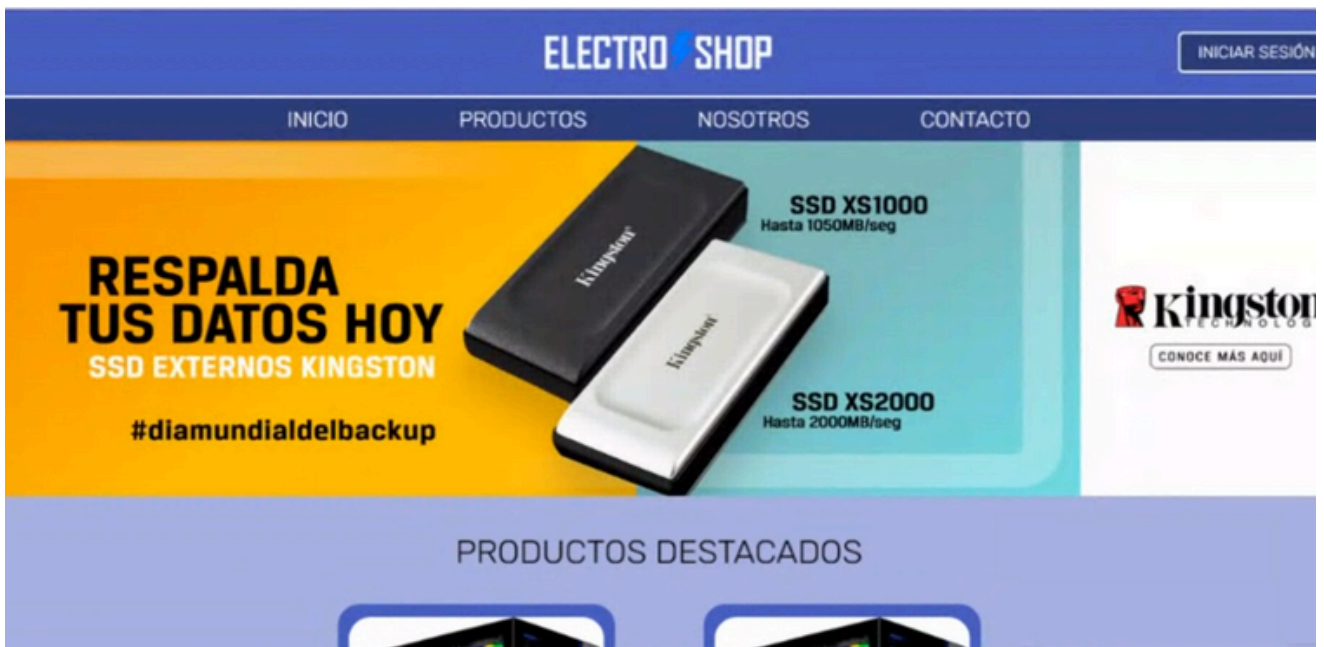 ELECTRO SHOP
INICIAR SESIÓN
INICIO PRODUCTOS NOSOTROS CONTACTO
RESPALDA
TUS DATOS HOY
SSD EXTERNOS KINGSTON
#diamundialdelbackup
Kingston
Kingston
SSD XS1000
Hasta 1050MB/seg
SSD XS2000
Hasta 2000MB/seg
Kingston
TECHNOLOG
CONOCE MÁS AQUÍ
PRODUCTOS DESTACADOS